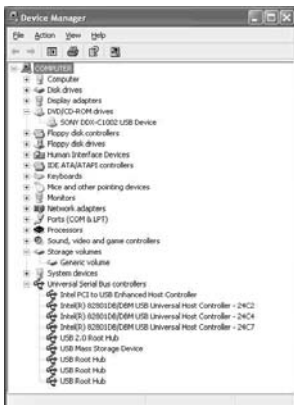 Device Manager
File Action View Help
COMPUTER
Computer
Disk drives
Display adapters
DVD/CD-ROM drives
SONY DDX-C1002 USB Device
Floppy disk controllers
Floppy disk drives
Human Interface Devices
IDE ATA/ATAPI controllers
Keyboards
Mice and other pointing devices
Monitors
Network adapters
Ports (COM & LPT)
Processors
Sound, video and game controllers
Storage volumes
Generic volume
System devices
Universal Serial Bus controllers
Intel PCI to USB Enhanced Host Controller
Intel(R) 82801DB/DBM USB Universal Host Controller - 24C2
Intel(R) 82801DB/DBM USB Universal Host Controller - 24C4
Intel(R) 82801DB/DBM USB Universal Host Controller - 24C7
USB 2.0 Root Hub
USB Mass Storage Device
USB Root Hub
USB Root Hub
USB Root Hub